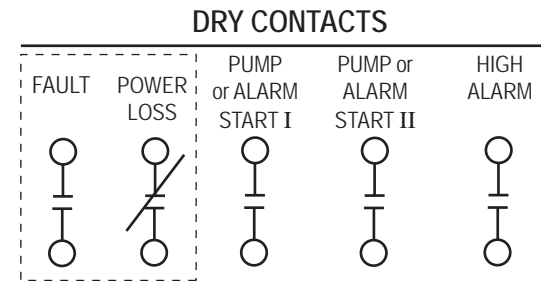 DRY CONTACTS
FAULT
POWER
LOSS
PUMP
or ALARM
START I
PUMP or
ALARM
START II
HIGH
ALARM